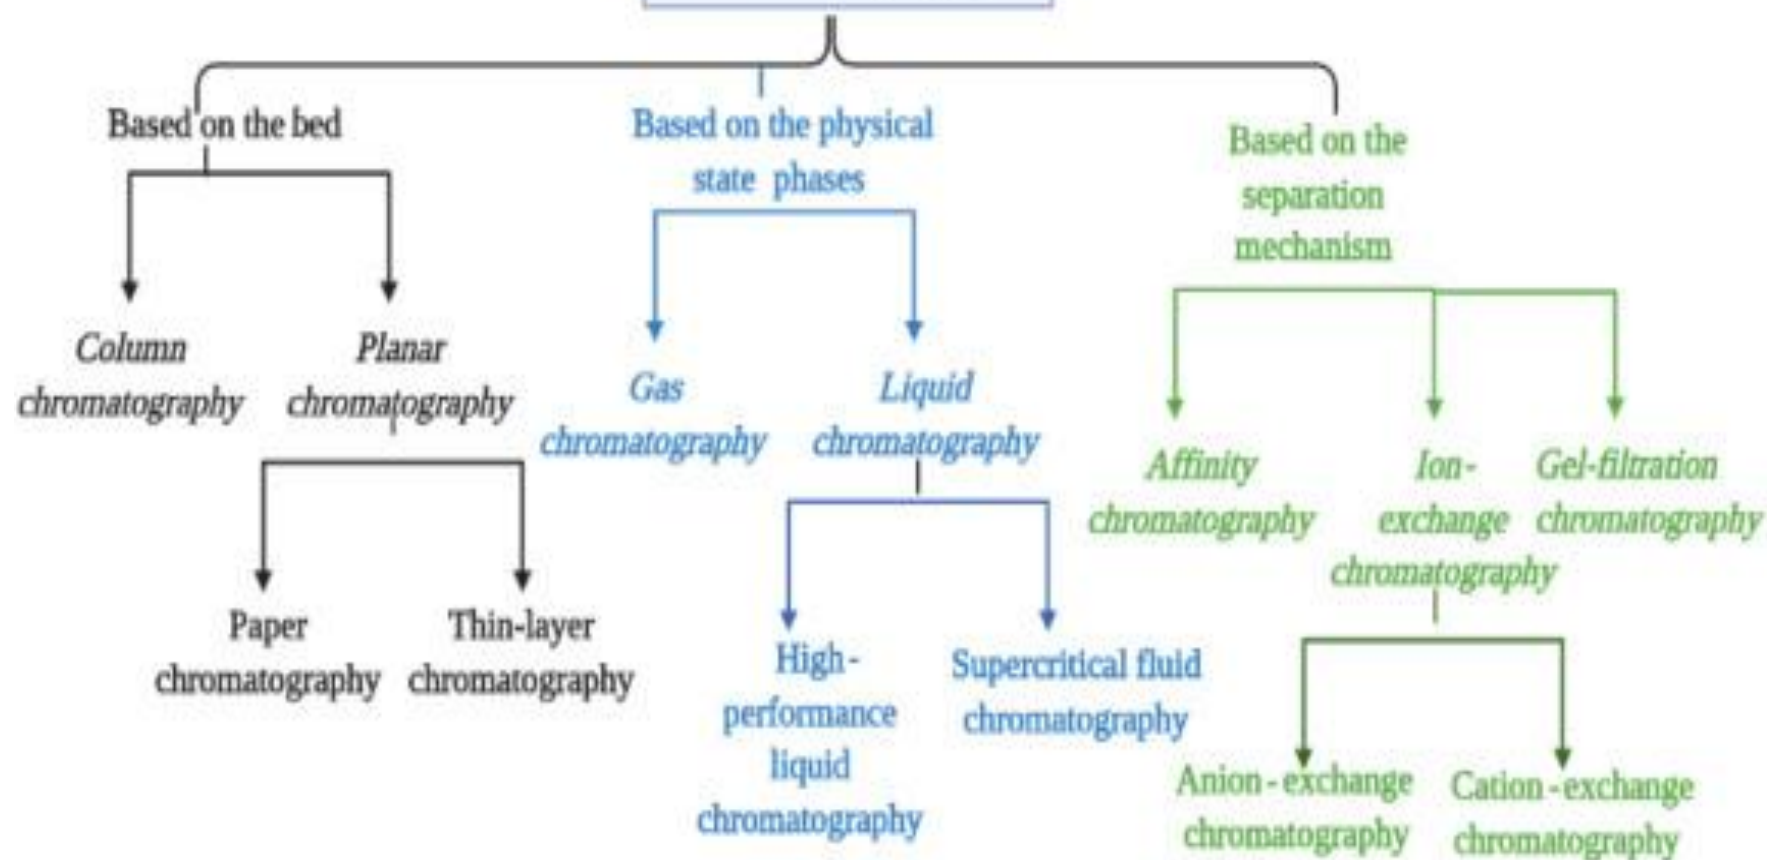 Based on the bed
Based on the physical
state phases
Based on the
separation
mechanism
Column
chromatography
Planar
chromatography
Paper
chromatography
Thin-layer
chromatography
Gas
chromatography
Liquid
chromatography
High-
performance
liquid
chromatography
Supercritical fluid
chromatography
Affinity
chromatography
Ion-
exchange
chromatography
Gel-filtration
chromatography
Anion-exchange
chromatography
Cation-exchange
chromatography